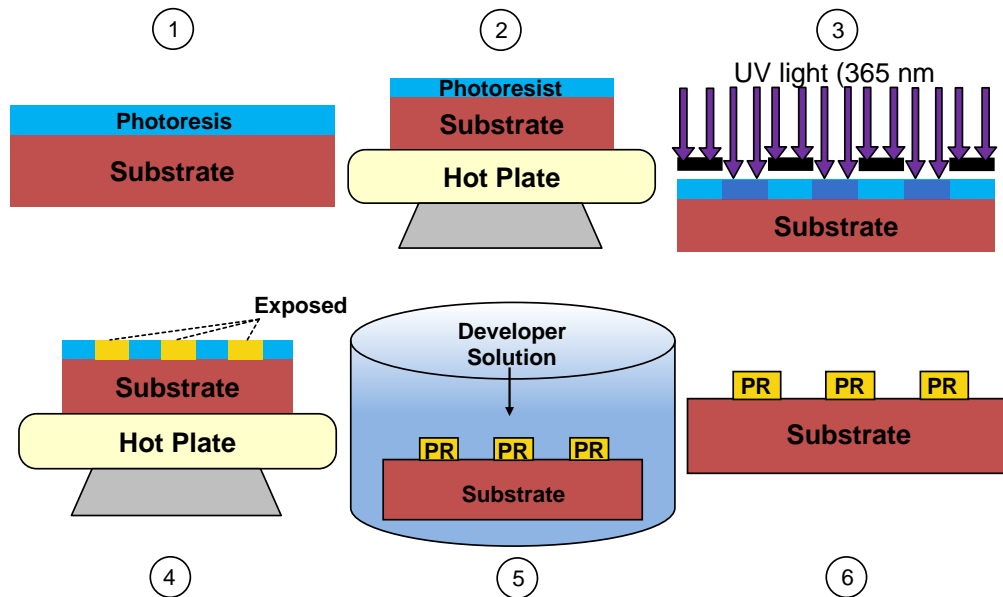 1
2
3
Photoresis
Substrate
Photoresist
Substrate
Hot Plate
UV light (365 nm
Substrate
Exposed
Substrate
Hot Plate
Developer
Solution
PR PR PR
Substrate
PR PR PR
Substrate
4
5
6